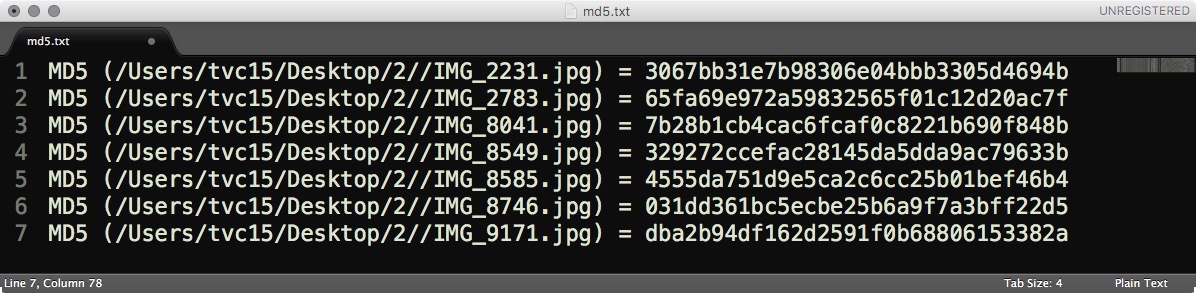 md5.txt
UNREGISTERED
md5.txt
1 MD5 (/Users/tvc15/Desktop/2//IMG_2231.jpg) = 3067bb31e7b98306e04bbb3305d4694b
2 MD5 (/Users/tvc15/Desktop/2//IMG_2783.jpg) = 65fa69e972a59832565f01c12d20ac7f
3 MD5 (/Users/tvc15/Desktop/2//IMG_8041.jpg) = 7b28b1cb4cac6fcaf0c8221b690f848b
4 MD5 (/Users/tvc15/Desktop/2//IMG_8549.jpg) = 329272ccefac28145da5dda9ac79633b
5 MD5 (/Users/tvc15/Desktop/2//IMG_8585.jpg) = 4555da751d9e5ca2c6cc25b01bef46b4
6 MD5 (/Users/tvc15/Desktop/2//IMG_8746.jpg) = 031dd361bc5ecbe25b6a9f7a3bff22d5
7 MD5 (/Users/tvc15/Desktop/2//IMG_9171.jpg) = dba2b94df162d2591f0b68806153382a
Line 7, Column 78 Tab Size: 4 Plain Text